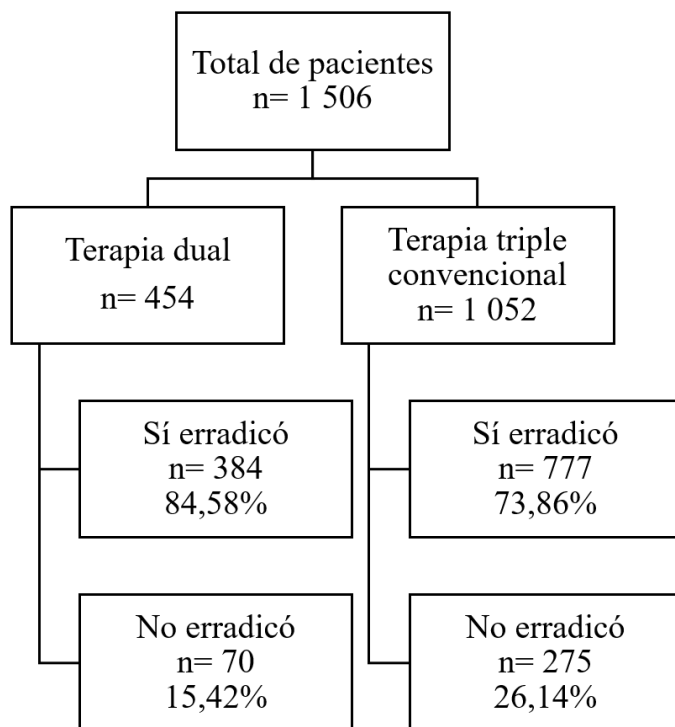 Total de pacientes
n= 1 506
Terapia dual
n= 454
Terapia triple
convencional
n= 1 052
Sí erradicó
n= 384
84,58%
Sí erradicó
n= 777
73,86%
No erradicó
n= 70
15,42%
No erradicó
n= 275
26,14%